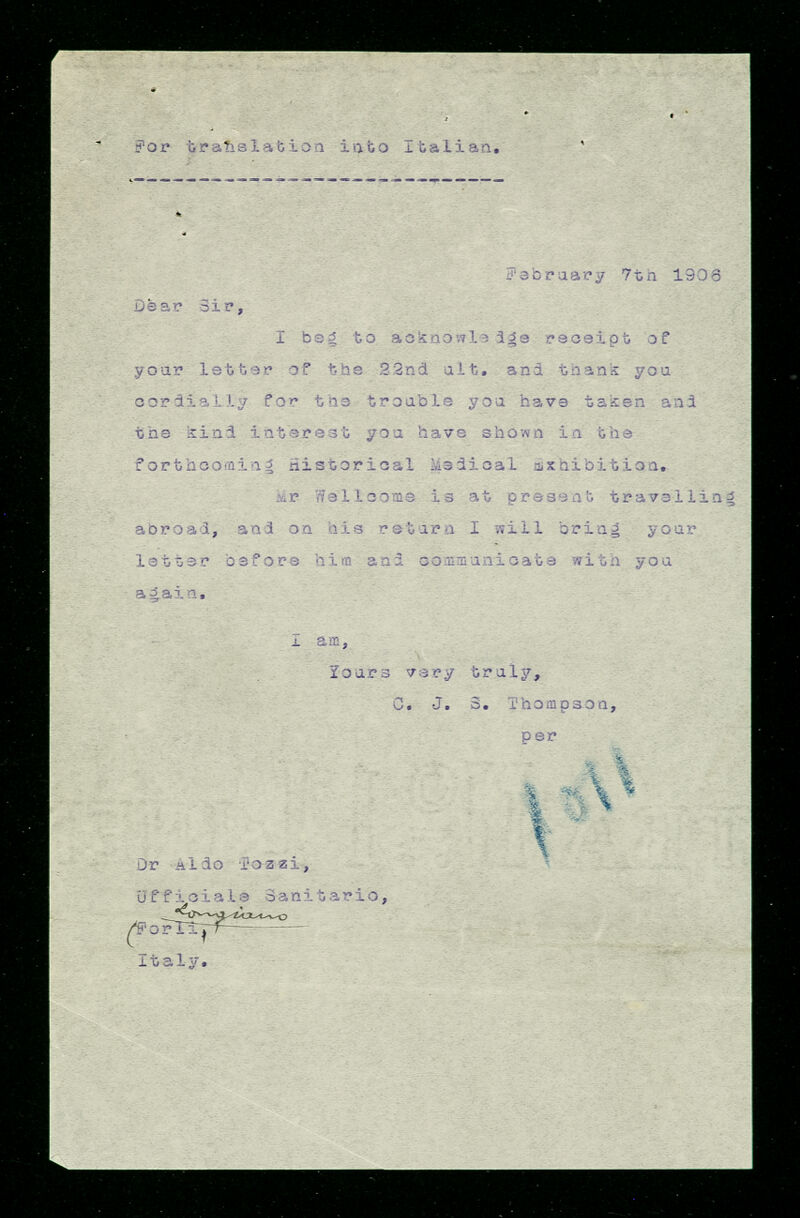 For translation into Italian.
February 7th 1906
Dear Sir,
I beg to acknowledge receipt of
your letter of the 22nd ult. and thank you
cordially for the trouble you have taken and
the kind interest you have shown in the
forthcoming Historical Medical Exhibition.
Mr Wellcome is at present travelling
abroad, and on his return I will bring your
letter before him and communicate with you
again.
I am,
Yours very truly,
C. J. S. Thompson,
per
1011
Dr Aldo Tozzi,
Ufficiale Sanitario,
Longiano
(Forli,)
Italy.